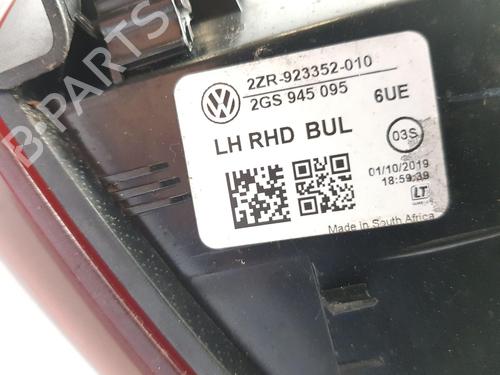 2ZR-923352-010
2GS 945 095
6UE
LH RHD BUL
03S
01/10/2019
18:59:39
LT
Made in South Africa
B-PARTS